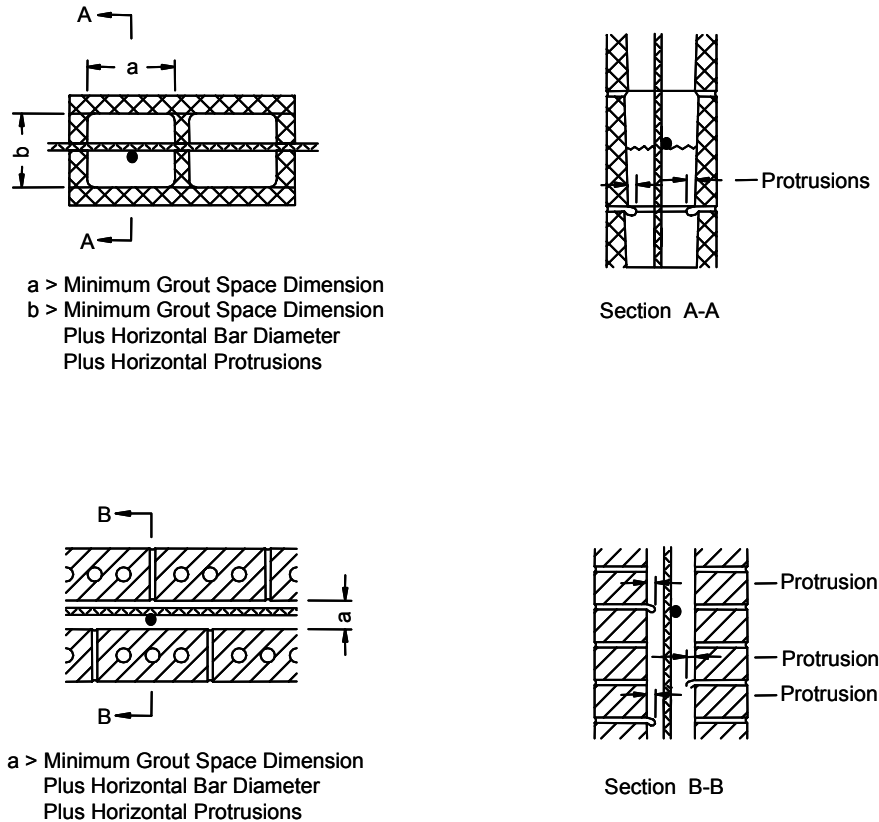 A
a
b
A
a > Minimum Grout Space Dimension
b > Minimum Grout Space Dimension
Plus Horizontal Bar Diameter
Plus Horizontal Protrusions
Protrusions
Section A-A
B
a
B
a > Minimum Grout Space Dimension
Plus Horizontal Bar Diameter
Plus Horizontal Protrusions
Protrusion
Protrusion
Protrusion
Section B-B